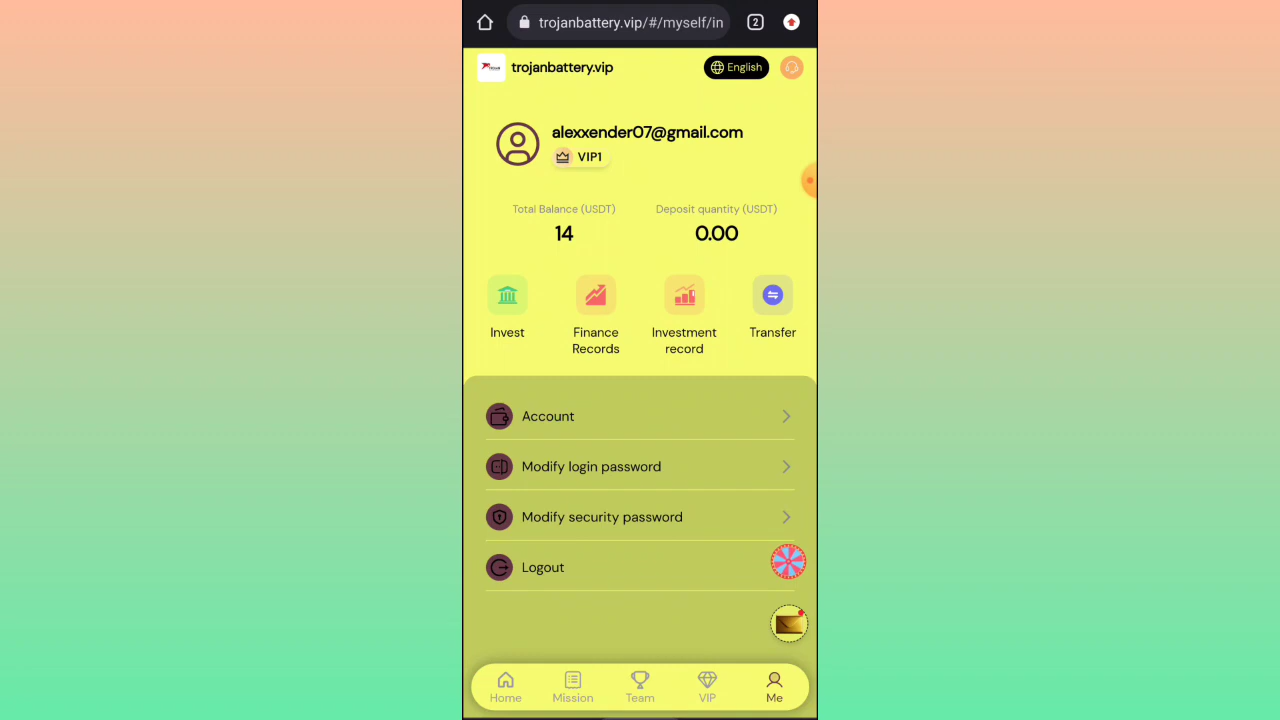 trojanbattery.vip/#/myself/in
2
trojanbattery.vip
English
alexxender07@gmail.com
VIP1
Total Balance (USDT)
Deposit quantity (USDT)
14
0.00
Invest
Finance
Records
Investment
record
Transfer
Account
Modify login password
Modify security password
Logout
Home
Mission
Team
VIP
Me